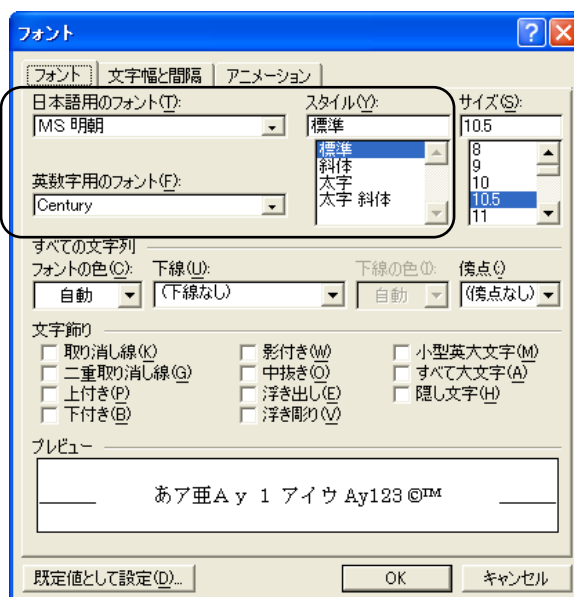 フォント
フォント 文字幅と間隔 アニメーション
日本語用のフォント(T): スタイル(Y): サイズ(S):
MS 明朝 標準 10.5
標準 8
斜体 9
太字 10
太字 斜体 10.5
11
英数字用のフォント(F):
Century
すべての文字列
フォントの色(C): 下線(U): 下線の色(I): 傍点(:)
自動 (下線なし) 自動 (傍点なし)
文字飾り
取り消し線(K) 影付き(W) 小型英大文字(M)
二重取り消し線(G) 中抜き(O) すべて大文字(A)
上付き(P) 浮き出し(E) 隠し文字(H)
下付き(B) 浮き彫り(V)
プレビュー
あア亜Ay 1 アイウ Ay123 ©™
既定値として設定(D)... OK キャンセル